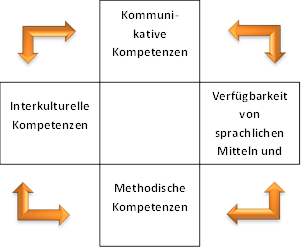 Kommuni-
kative
Kompetenzen
Interkulturelle
Kompetenzen
Verfügbarkeit
von
sprachlichen
Mitteln und
Methodische
Kompetenzen